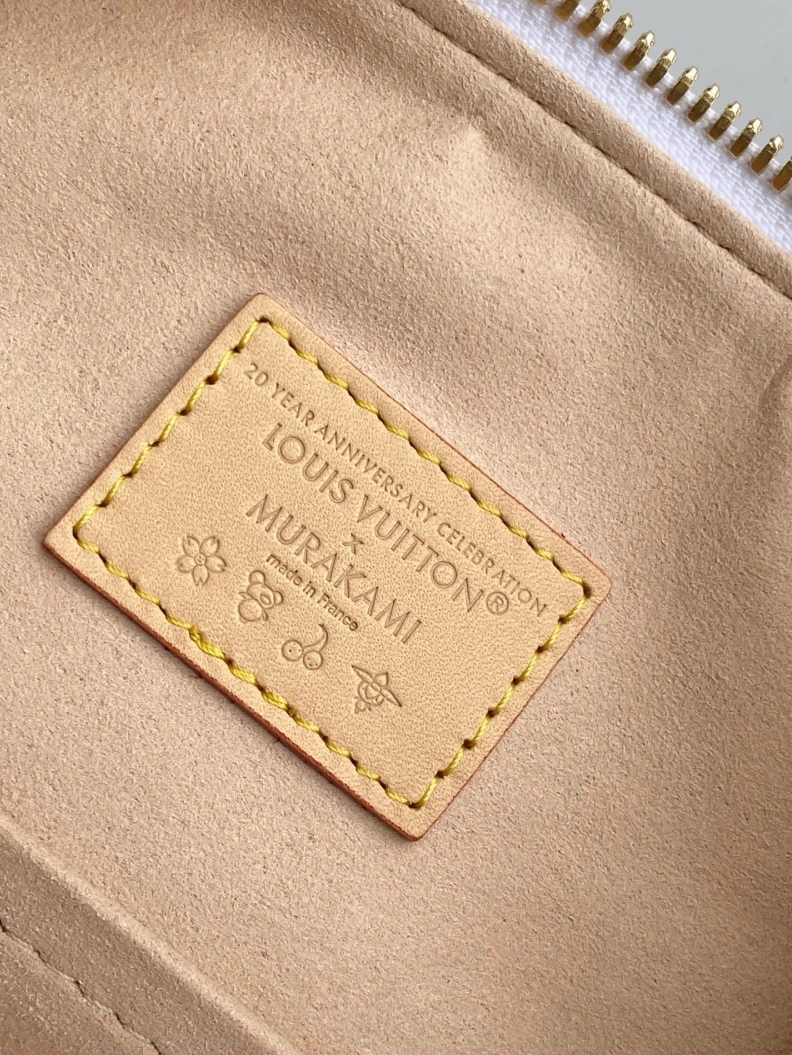 20 YEAR ANNIVERSARY CELEBRATION
LOUIS VUITTON®
×
MURAKAMI
made in France